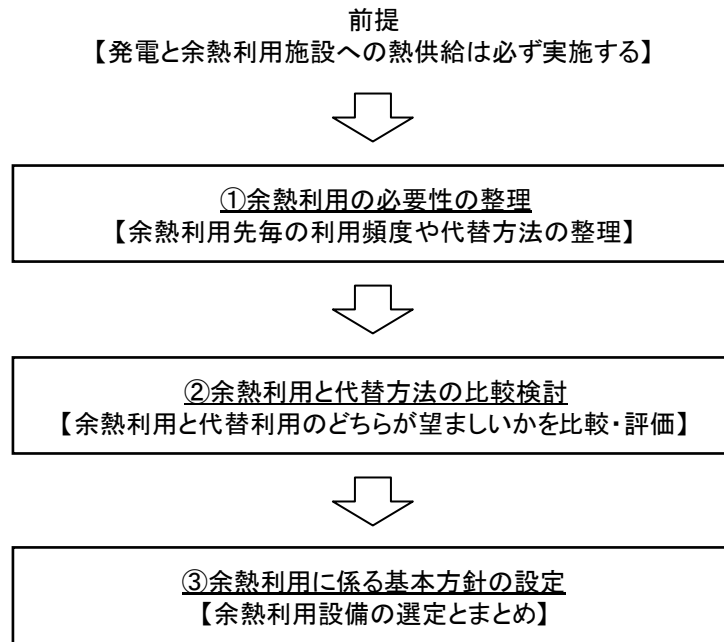 前提
【発電と余熱利用施設への熱供給は必ず実施する】
①余熱利用の必要性の整理
【余熱利用先毎の利用頻度や代替方法の整理】
②余熱利用と代替方法の比較検討
【余熱利用と代替利用のどちらが望ましいかを比較・評価】
③余熱利用に係る基本方針の設定
【余熱利用設備の選定とまとめ】